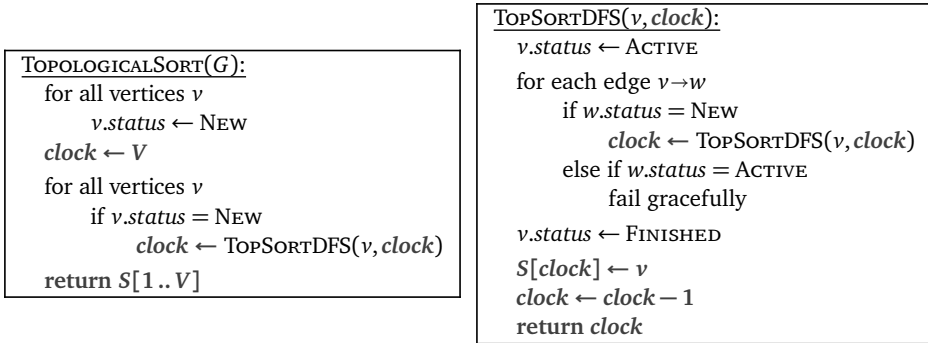 TopologicalSort(G):
for all vertices v
v.status ← New
clock ← V
for all vertices v
if v.status = New
clock ← TopSortDFS(v, clock)
return S[1 .. V]
TopSortDFS(v, clock):
v.status ← Active
for each edge v→w
if w.status = New
clock ← TopSortDFS(v, clock)
else if w.status = Active
fail gracefully
v.status ← Finished
S[clock] ← v
clock ← clock − 1
return clock